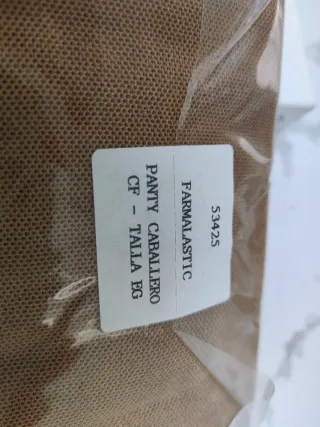 53425
FARMALASTIC
PANTY CABALLERO
CF - TALLA EG